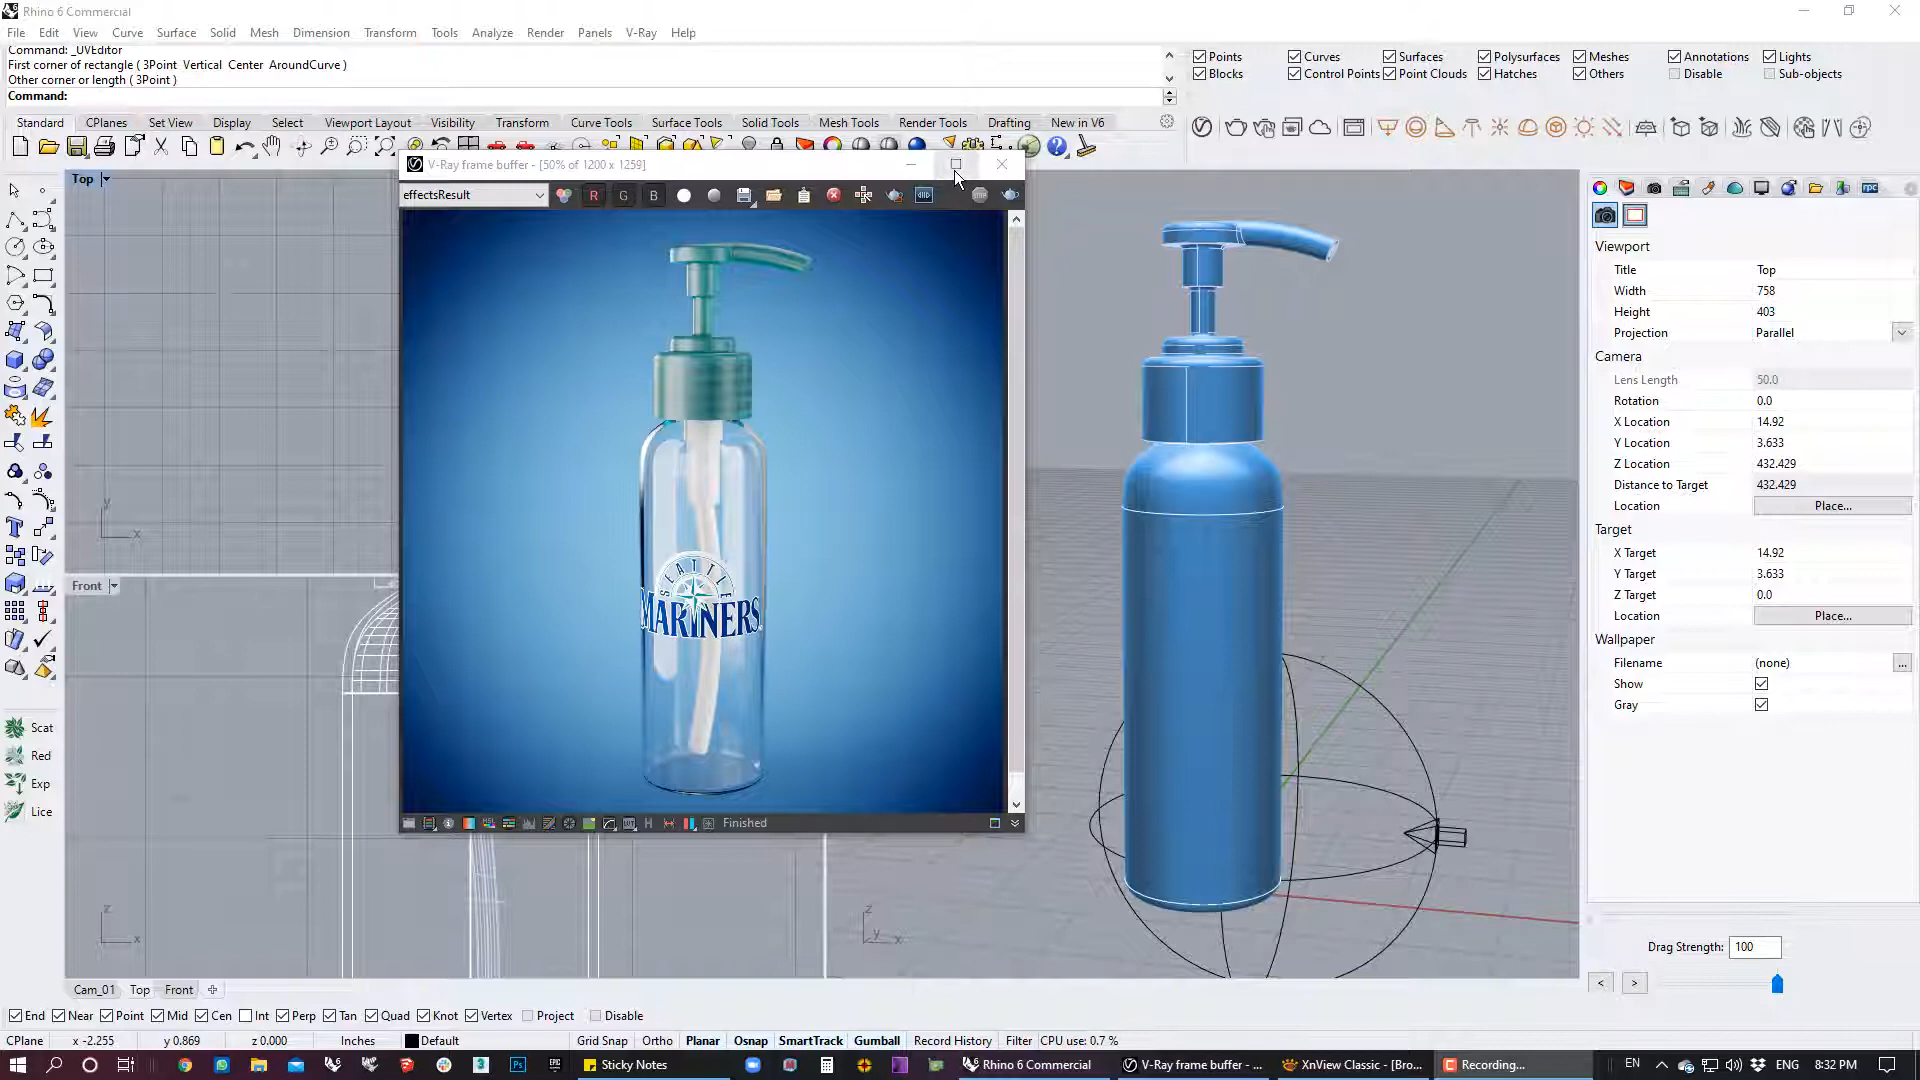 Rhino 6 Commercial
File Edit View Curve Surface Solid Mesh Dimension Transform Tools Analyze Render Panels V-Ray Help
Command: _UVEditor
First corner of rectangle ( 3Point Vertical Center AroundCurve )
Other corner or length ( 3Point )
Command:
Points Curves Surfaces Polysurfaces Meshes Annotations Lights
Blocks Control Points Point Clouds Hatches Others Disable Sub-objects
Standard CPlanes Set View Display Select Viewport Layout Visibility Transform Curve Tools Surface Tools Solid Tools Mesh Tools Render Tools Drafting New in V6
V-Ray frame buffer - [50% of 1200 x 1259]
effectsResult R G B
Top
SEATTLE
MARINERS
Finished
Front
y
x
z
x
z
y
x
Scat
Red
Exp
Lice
rpc
Viewport
Title Top
Width 758
Height 403
Projection Parallel
Camera
Lens Length 50.0
Rotation 0.0
X Location 14.92
Y Location 3.633
Z Location 432.429
Distance to Target 432.429
Location Place...
Target
X Target 14.92
Y Target 3.633
Z Target 0.0
Location Place...
Wallpaper
Filename (none) ...
Show
Gray
Drag Strength: 100
< >
Cam_01 Top Front
End Near Point Mid Cen Int Perp Tan Quad Knot Vertex Project Disable
CPlane x -2.255 y 0.869 z 0.000 Inches Default Grid Snap Ortho Planar Osnap SmartTrack Gumball Record History Filter CPU use: 0.7 %
Sticky Notes Rhino 6 Commercial V-Ray frame buffer - ... XnView Classic - [Bro... Recording... EN ENG 8:32 PM